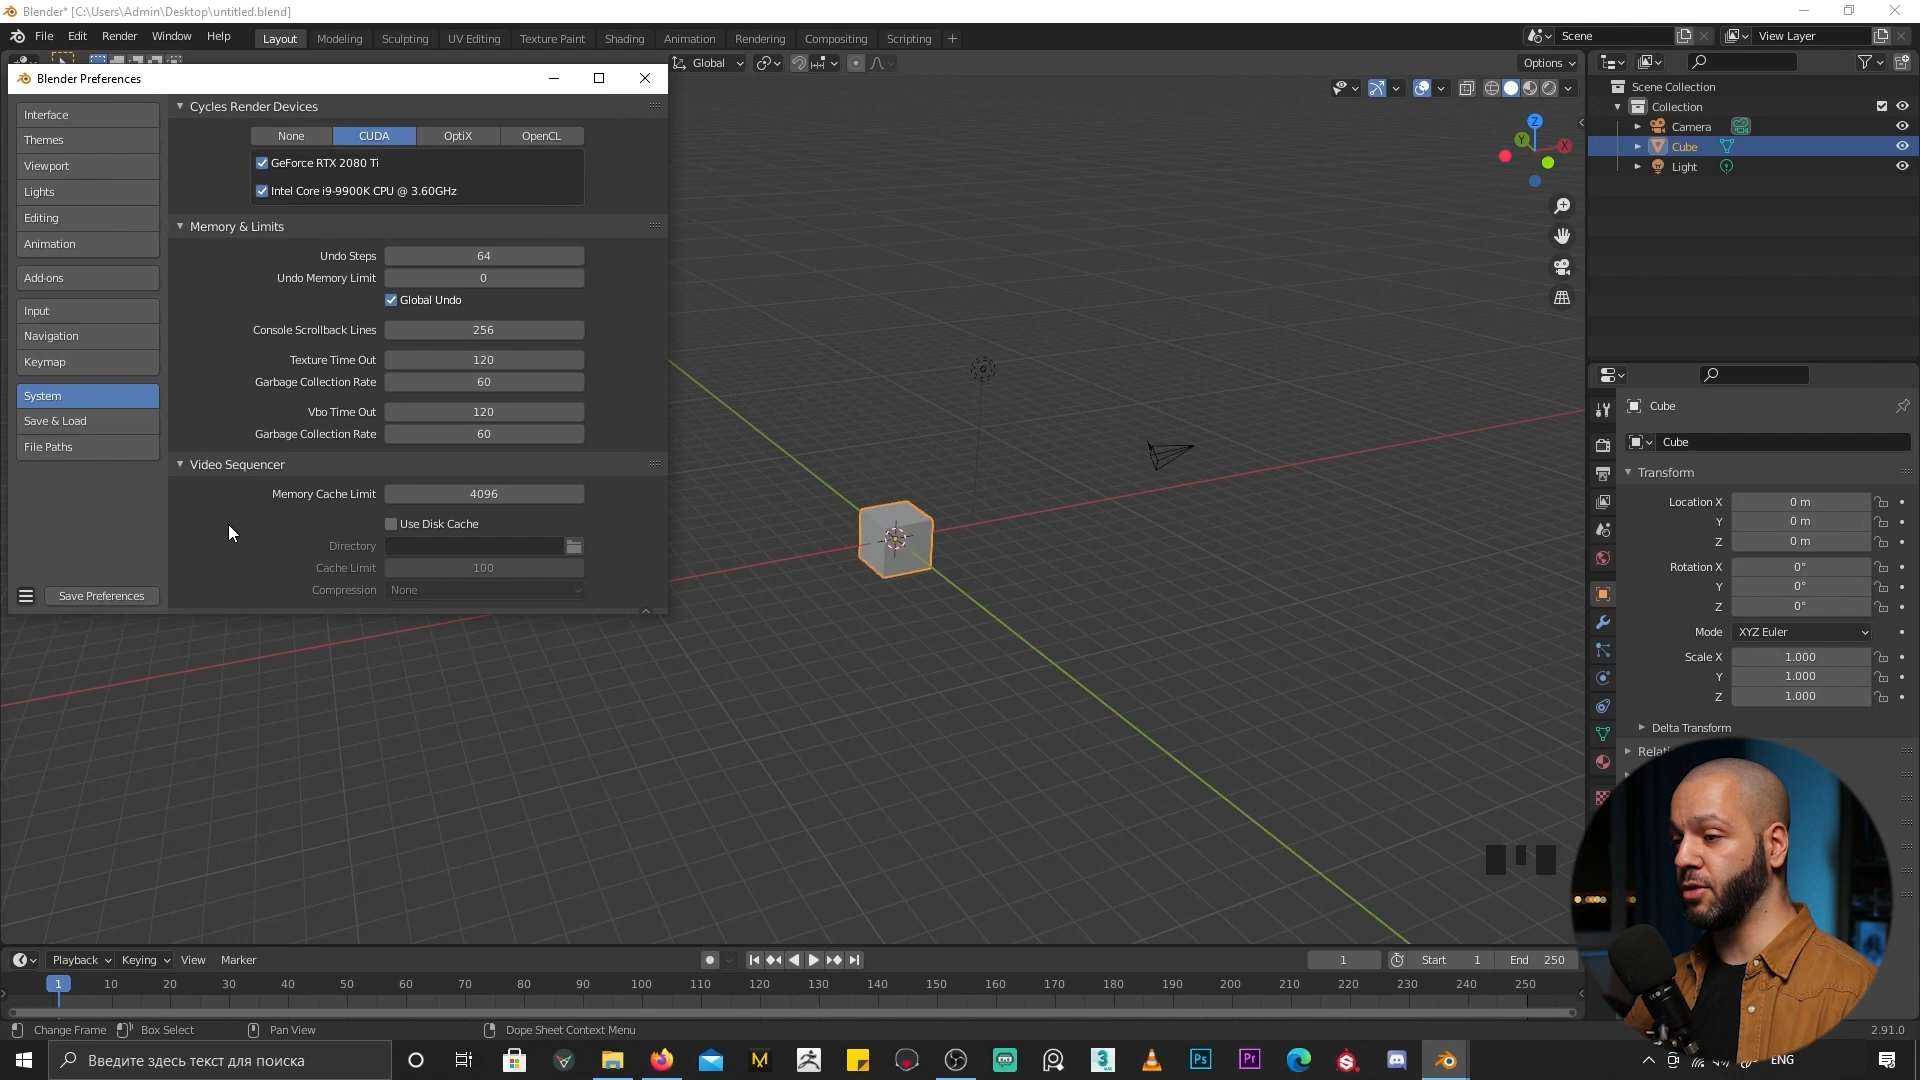 Blender* [C:\Users\Admin\Desktop\untitled.blend]
File Edit Render Window Help
Layout Modeling Sculpting UV Editing Texture Paint Shading Animation Rendering Compositing Scripting +
Scene
View Layer
Global
Options
Blender Preferences
Interface
Themes
Viewport
Lights
Editing
Animation
Add-ons
Input
Navigation
Keymap
System
Save & Load
File Paths
Save Preferences
Cycles Render Devices
None CUDA OptiX OpenCL
GeForce RTX 2080 Ti
Intel Core i9-9900K CPU @ 3.60GHz
Memory & Limits
Undo Steps 64
Undo Memory Limit 0
Global Undo
Console Scrollback Lines 256
Texture Time Out 120
Garbage Collection Rate 60
Vbo Time Out 120
Garbage Collection Rate 60
Video Sequencer
Memory Cache Limit 4096
Use Disk Cache
Directory
Cache Limit 100
Compression None
Z
Y
X
Scene Collection
Collection
Camera
Cube
Light
Cube
Cube
Transform
Location X 0 m
Y 0 m
Z 0 m
Rotation X 0°
Y 0°
Z 0°
Mode XYZ Euler
Scale X 1.000
Y 1.000
Z 1.000
Delta Transform
Playback Keying View Marker
1 Start 1 End 250
1 10 20 30 40 50 60 70 80 90 100 110 120 130 140 150 160 170 180 190 200 210 220 230 240 250
Change Frame Box Select Pan View Dope Sheet Context Menu
2.91.0
Введите здесь текст для поиска
Ps
Pr
ENG